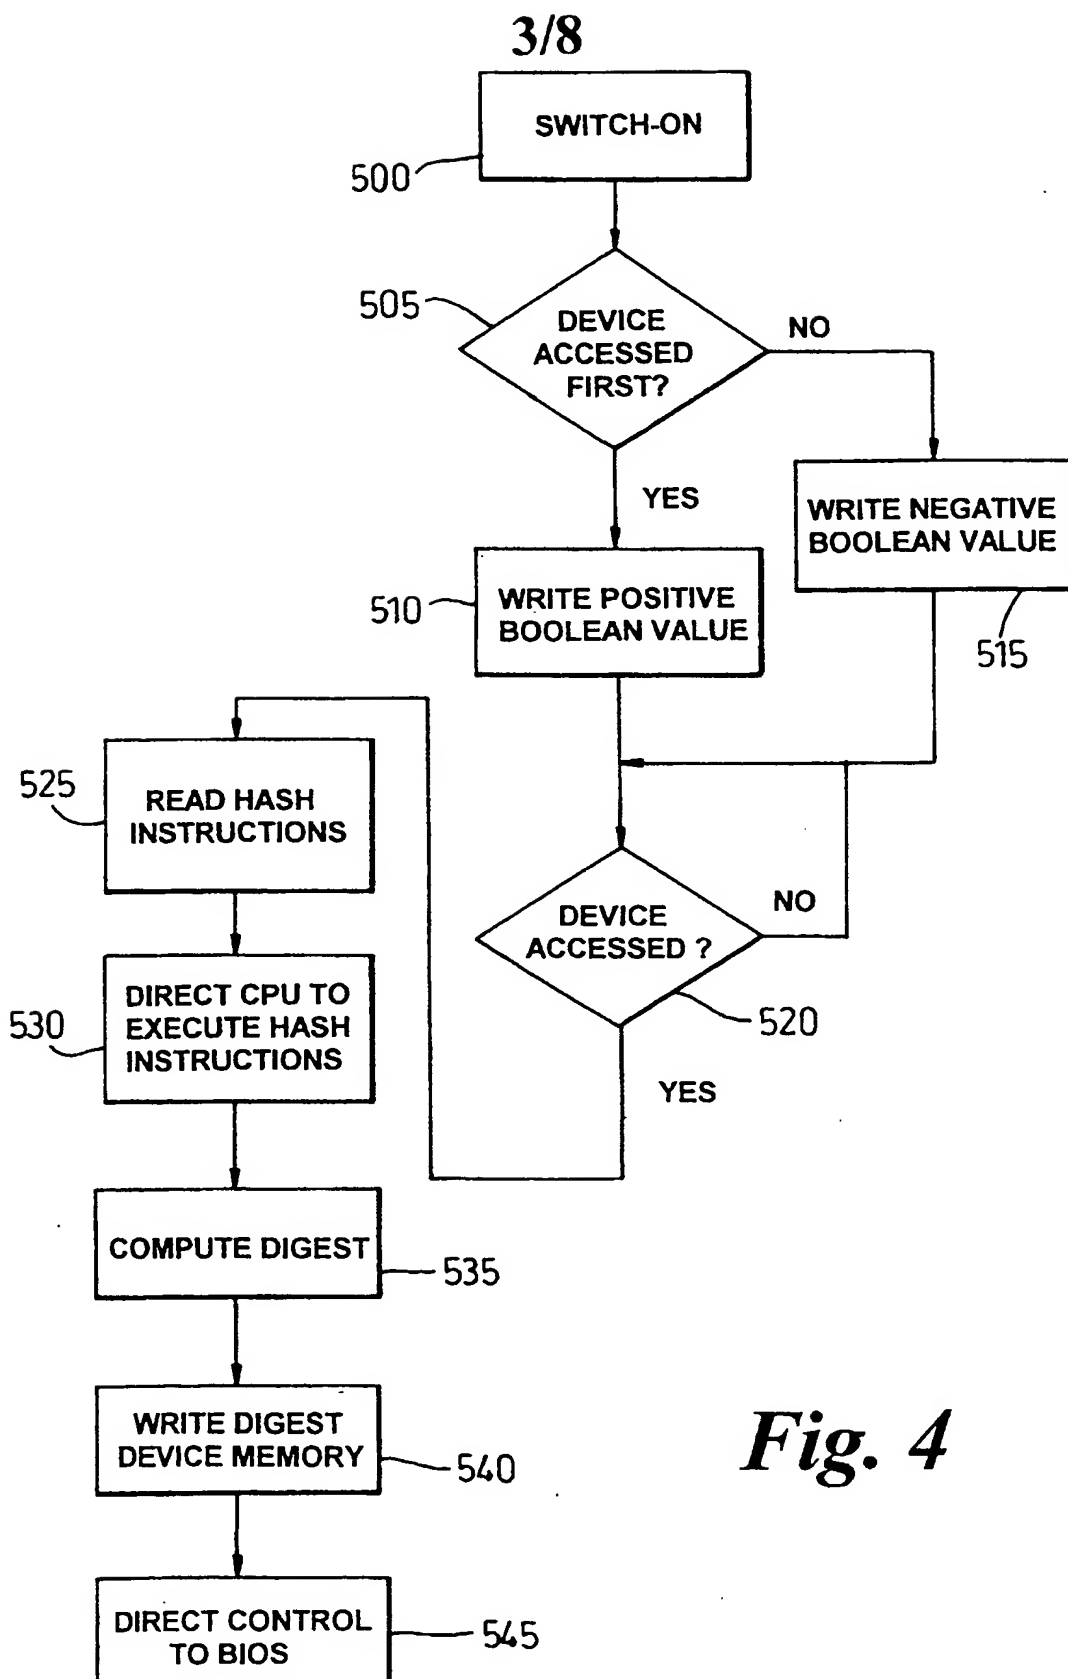 3/8
SWITCH-ON
500
505
DEVICE
ACCESSED
FIRST?
NO
YES
WRITE NEGATIVE
BOOLEAN VALUE
515
510
WRITE POSITIVE
BOOLEAN VALUE
DEVICE
ACCESSED ?
NO
520
YES
525
READ HASH
INSTRUCTIONS
530
DIRECT CPU TO
EXECUTE HASH
INSTRUCTIONS
COMPUTE DIGEST
535
WRITE DIGEST
DEVICE MEMORY
540
DIRECT CONTROL
TO BIOS
545
Fig. 4